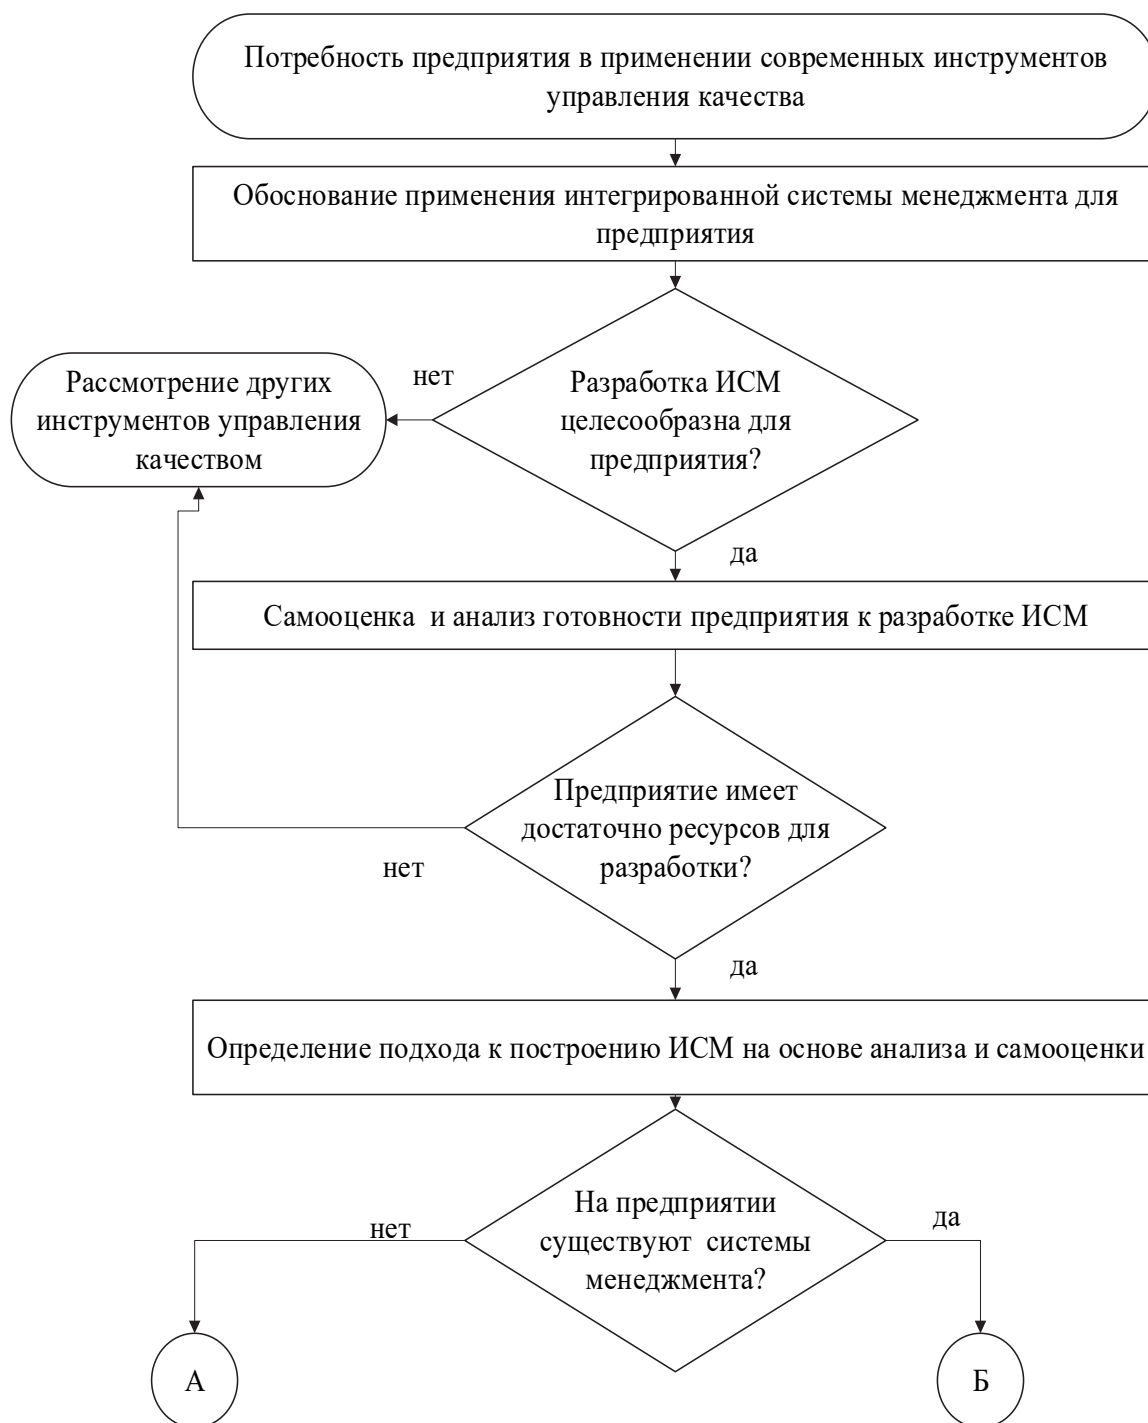 Потребность предприятия в применении современных инструментов
управления качества
Обоснование применения интегрированной системы менеджмента для
предприятия
Рассмотрение других
инструментов управления
качеством
нет
Разработка ИСМ
целесообразна для
предприятия?
да
Самооценка  и анализ готовности предприятия к разработке ИСМ
Предприятие имеет
достаточно ресурсов для
разработки?
нет
да
Определение подхода к построению ИСМ на основе анализа и самооценки
На предприятии
существуют  системы
менеджмента?
нет
да
А
Б